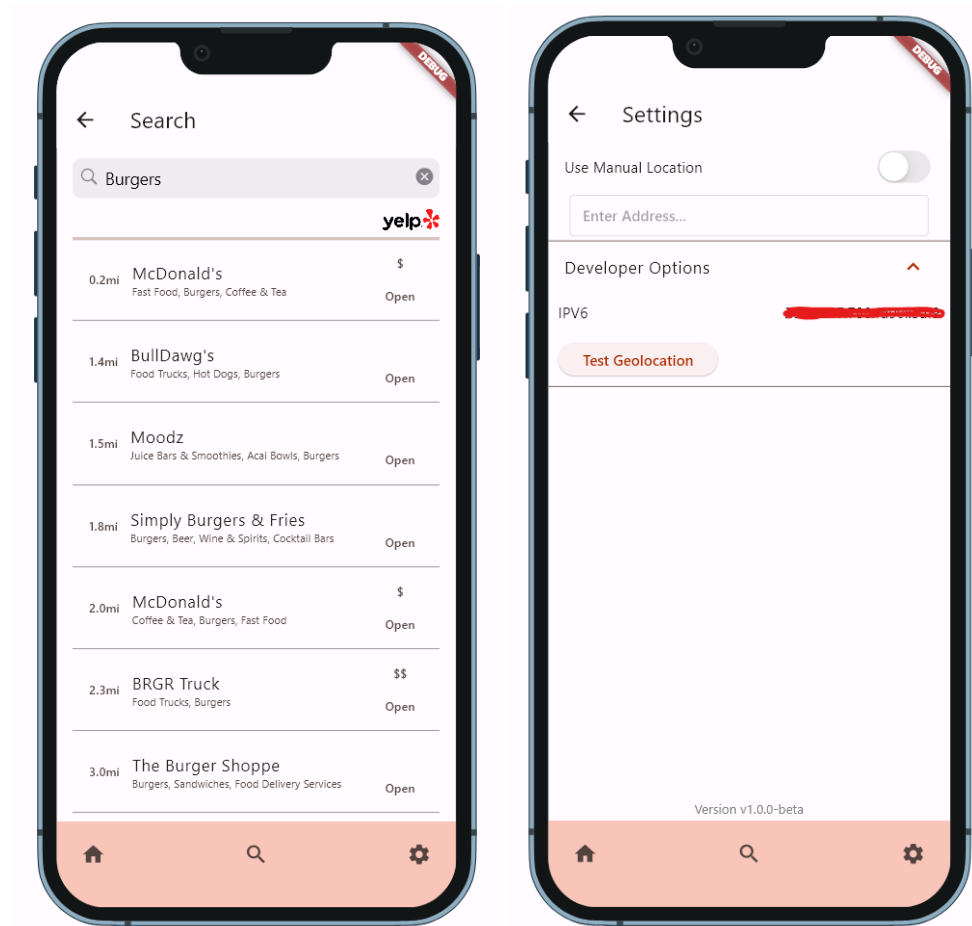 DEBUG
Search
Burgers
yelp
0.2mi
McDonald's
$
Fast Food, Burgers, Coffee & Tea
Open
1.4mi
BullDawg's
Food Trucks, Hot Dogs, Burgers
Open
1.5mi
Moodz
Juice Bars & Smoothies, Acai Bowls, Burgers
Open
1.8mi
Simply Burgers & Fries
Burgers, Beer, Wine & Spirits, Cocktail Bars
Open
2.0mi
McDonald's
$
Coffee & Tea, Burgers, Fast Food
Open
2.3mi
BRGR Truck
$$
Food Trucks, Burgers
Open
3.0mi
The Burger Shoppe
Burgers, Sandwiches, Food Delivery Services
Open
DEBUG
Settings
Use Manual Location
Enter Address...
Developer Options
IPV6
Test Geolocation
Version v1.0.0-beta